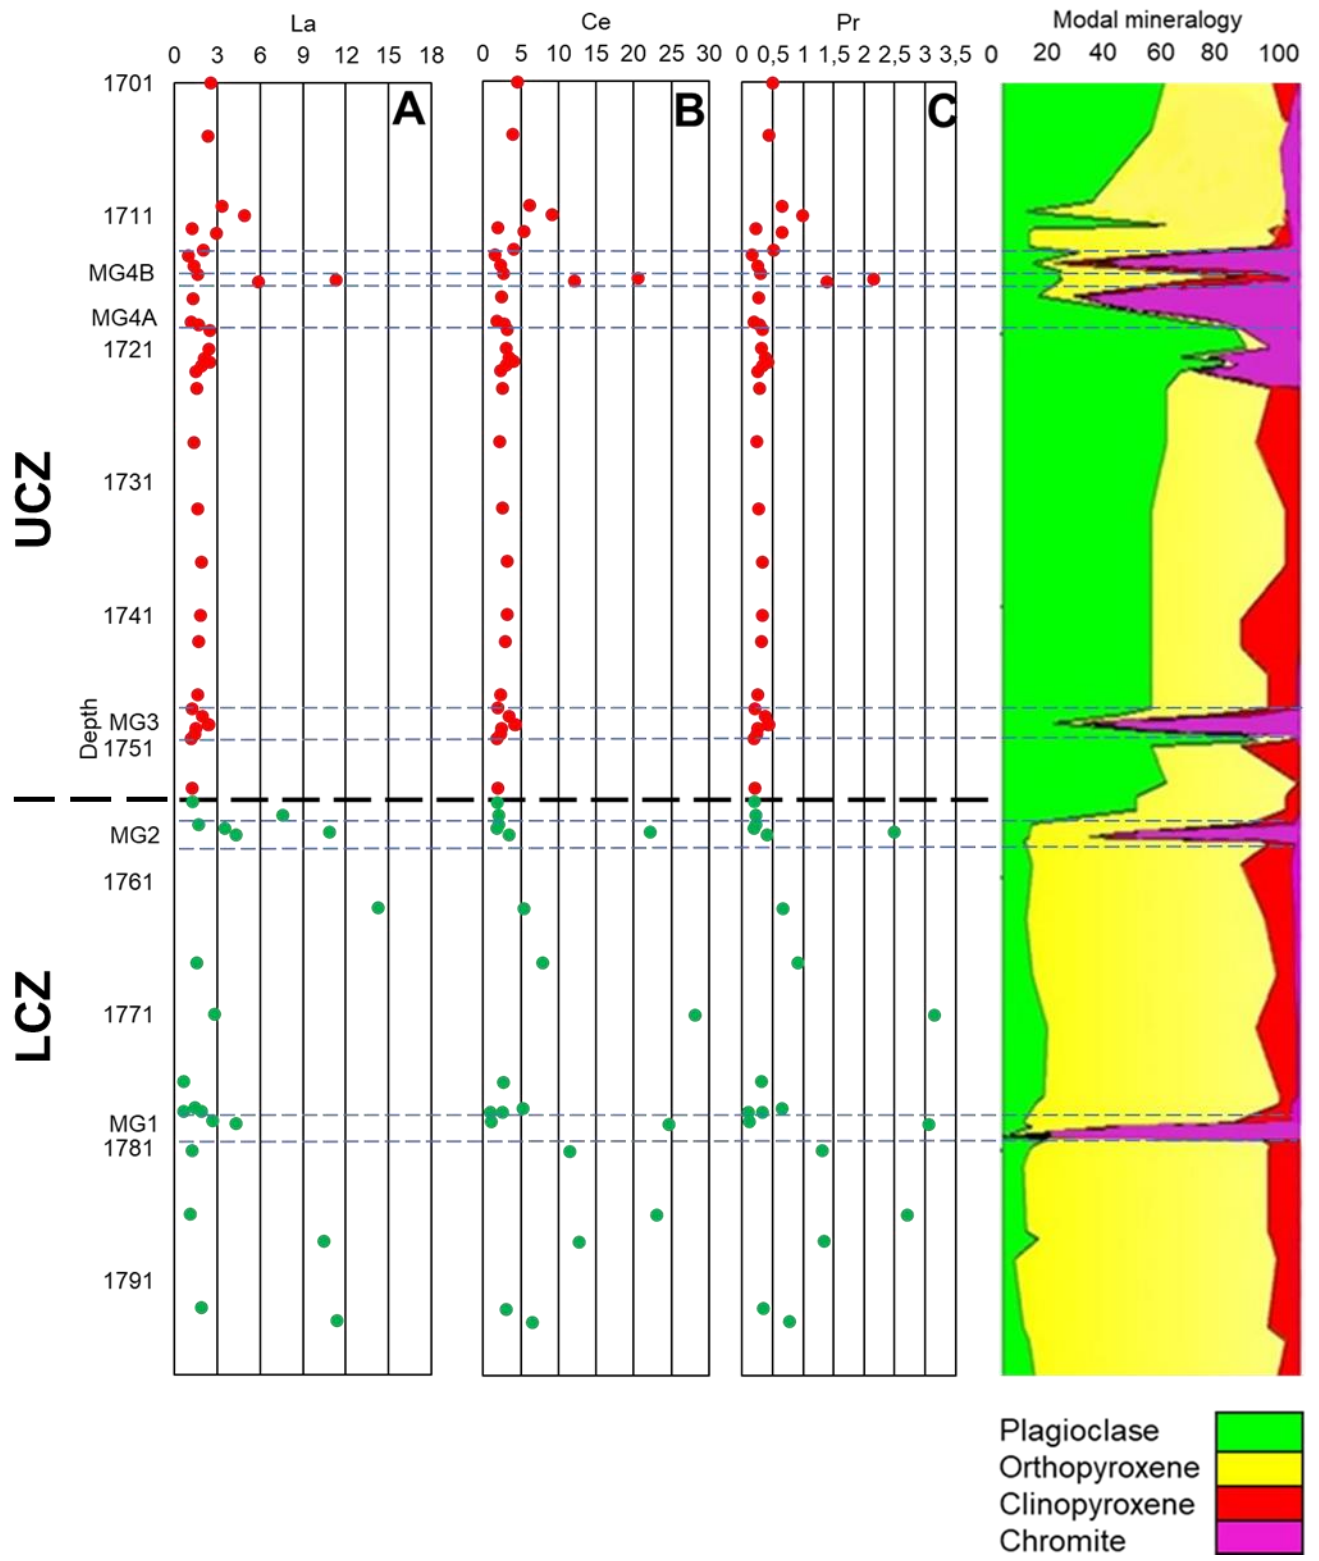 La Ce Pr Modal mineralogy
0 3 6 9 12 15 18 0 5 10 15 20 25 30 0 0,5 1 1,5 2 2,5 3 3,5 0 20 40 60 80 100
A B C
1701
1711
MG4B
MG4A
1721
UCZ
1731
1741
Depth
MG3
1751
MG2
1761
LCZ
1771
MG1
1781
1791
Plagioclase
Orthopyroxene
Clinopyroxene
Chromite